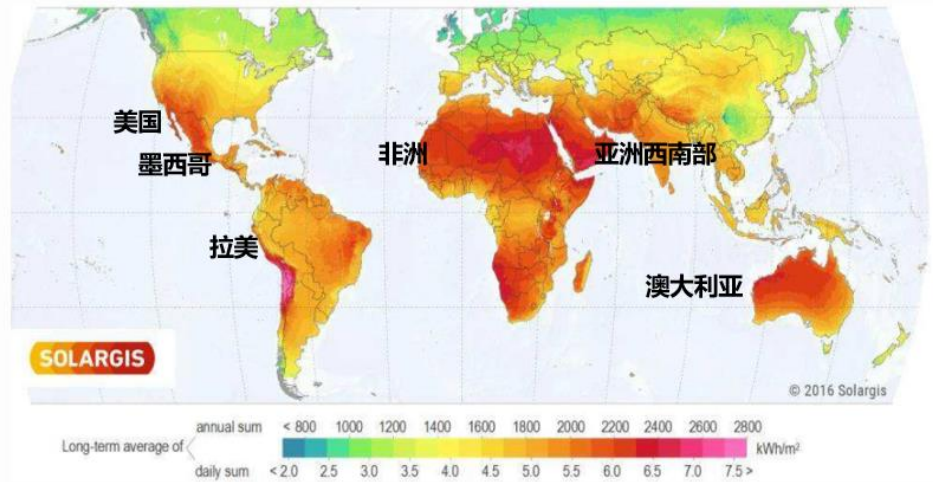 美国
墨西哥
非洲
亚洲西南部
拉美
澳大利亚
SOLARGIS
© 2016 Solargis
annual sum < 800 1000 1200 1400 1600 1800 2000 2200 2400 2600 2800
Long-term average of
kWh/m²
daily sum < 2.0 2.5 3.0 3.5 4.0 4.5 5.0 5.5 6.0 6.5 7.0 7.5 >